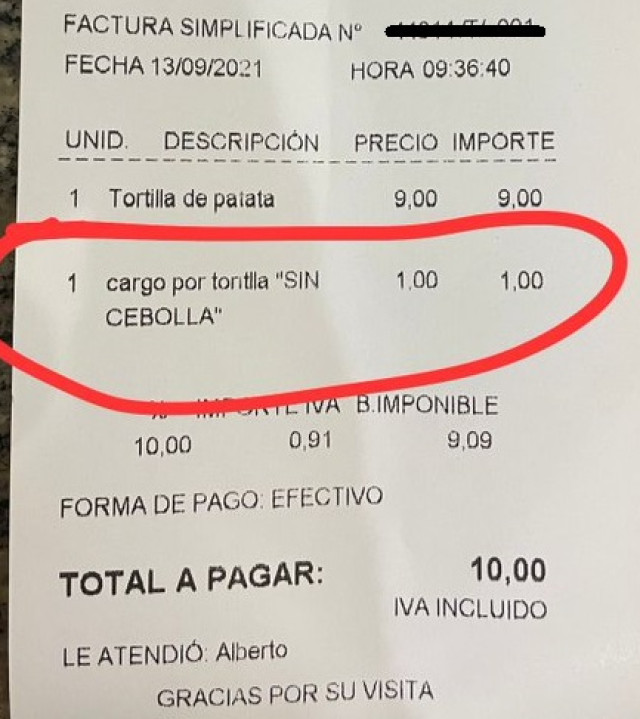 FACTURA SIMPLIFICADA Nº
FECHA 13/09/2021 HORA 09:36:40
UNID. DESCRIPCIÓN PRECIO IMPORTE
1 Tortilla de patata 9,00 9,00
1 cargo por tontlla "SIN 1,00 1,00
CEBOLLA"
IVA B.IMPONIBLE
10,00 0,91 9,09
FORMA DE PAGO: EFECTIVO
TOTAL A PAGAR: 10,00
IVA INCLUIDO
LE ATENDIÓ: Alberto
GRACIAS POR SU VISITA